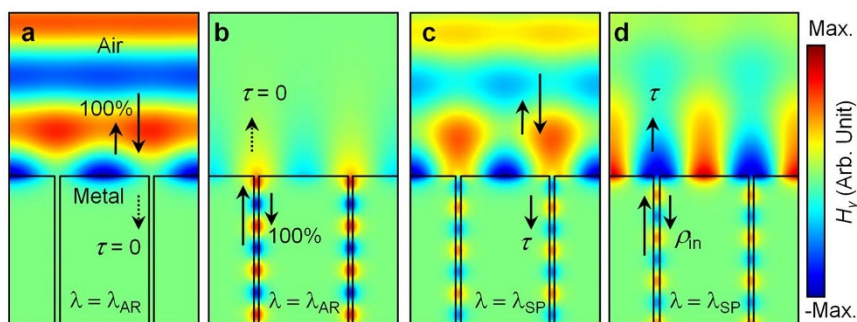 a
Air
100%
Metal
τ = 0
λ = λAR
b
τ = 0
100%
λ = λAR
c
τ
λ = λSP
d
τ
ρin
λ = λSP
Max.
Hy (Arb. Unit)
-Max.